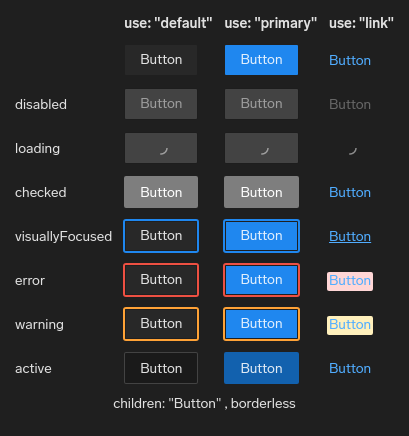 use: "default" use: "primary" use: "link"
Button Button Button
disabled Button Button Button
loading
checked Button Button Button
visuallyFocused Button Button Button
error Button Button Button
warning Button Button Button
active Button Button Button
children: "Button" , borderless